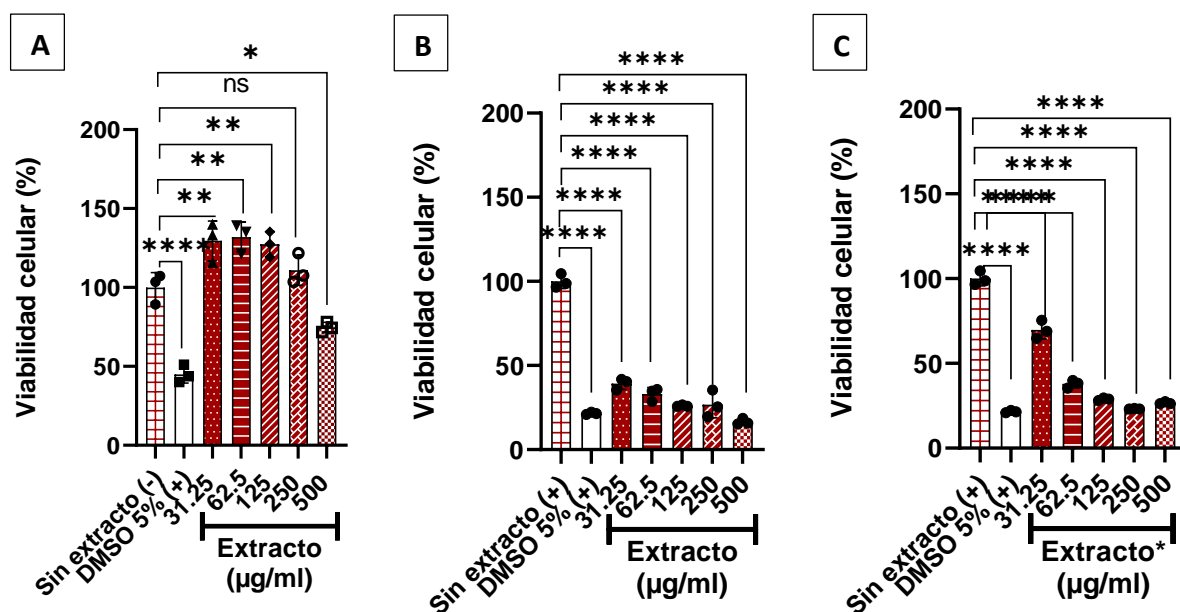 A
*
ns
**
**
**
****
Viabilidad celular (%)
200
150
100
50
0
Sin extracto (-)
DMSO 5% (+)
31.25
62.5
125
250
500
Extracto
(µg/ml)
B
****
****
****
****
****
****
Viabilidad celular (%)
200
150
100
50
0
Sin extracto (+)
DMSO 5% (+)
31.25
62.5
125
250
500
Extracto
(µg/ml)
C
****
****
****
****
Viabilidad celular (%)
200
150
100
50
0
Sin extracto (+)
DMSO 5% (+)
31.25
62.5
125
250
500
Extracto*
(µg/ml)